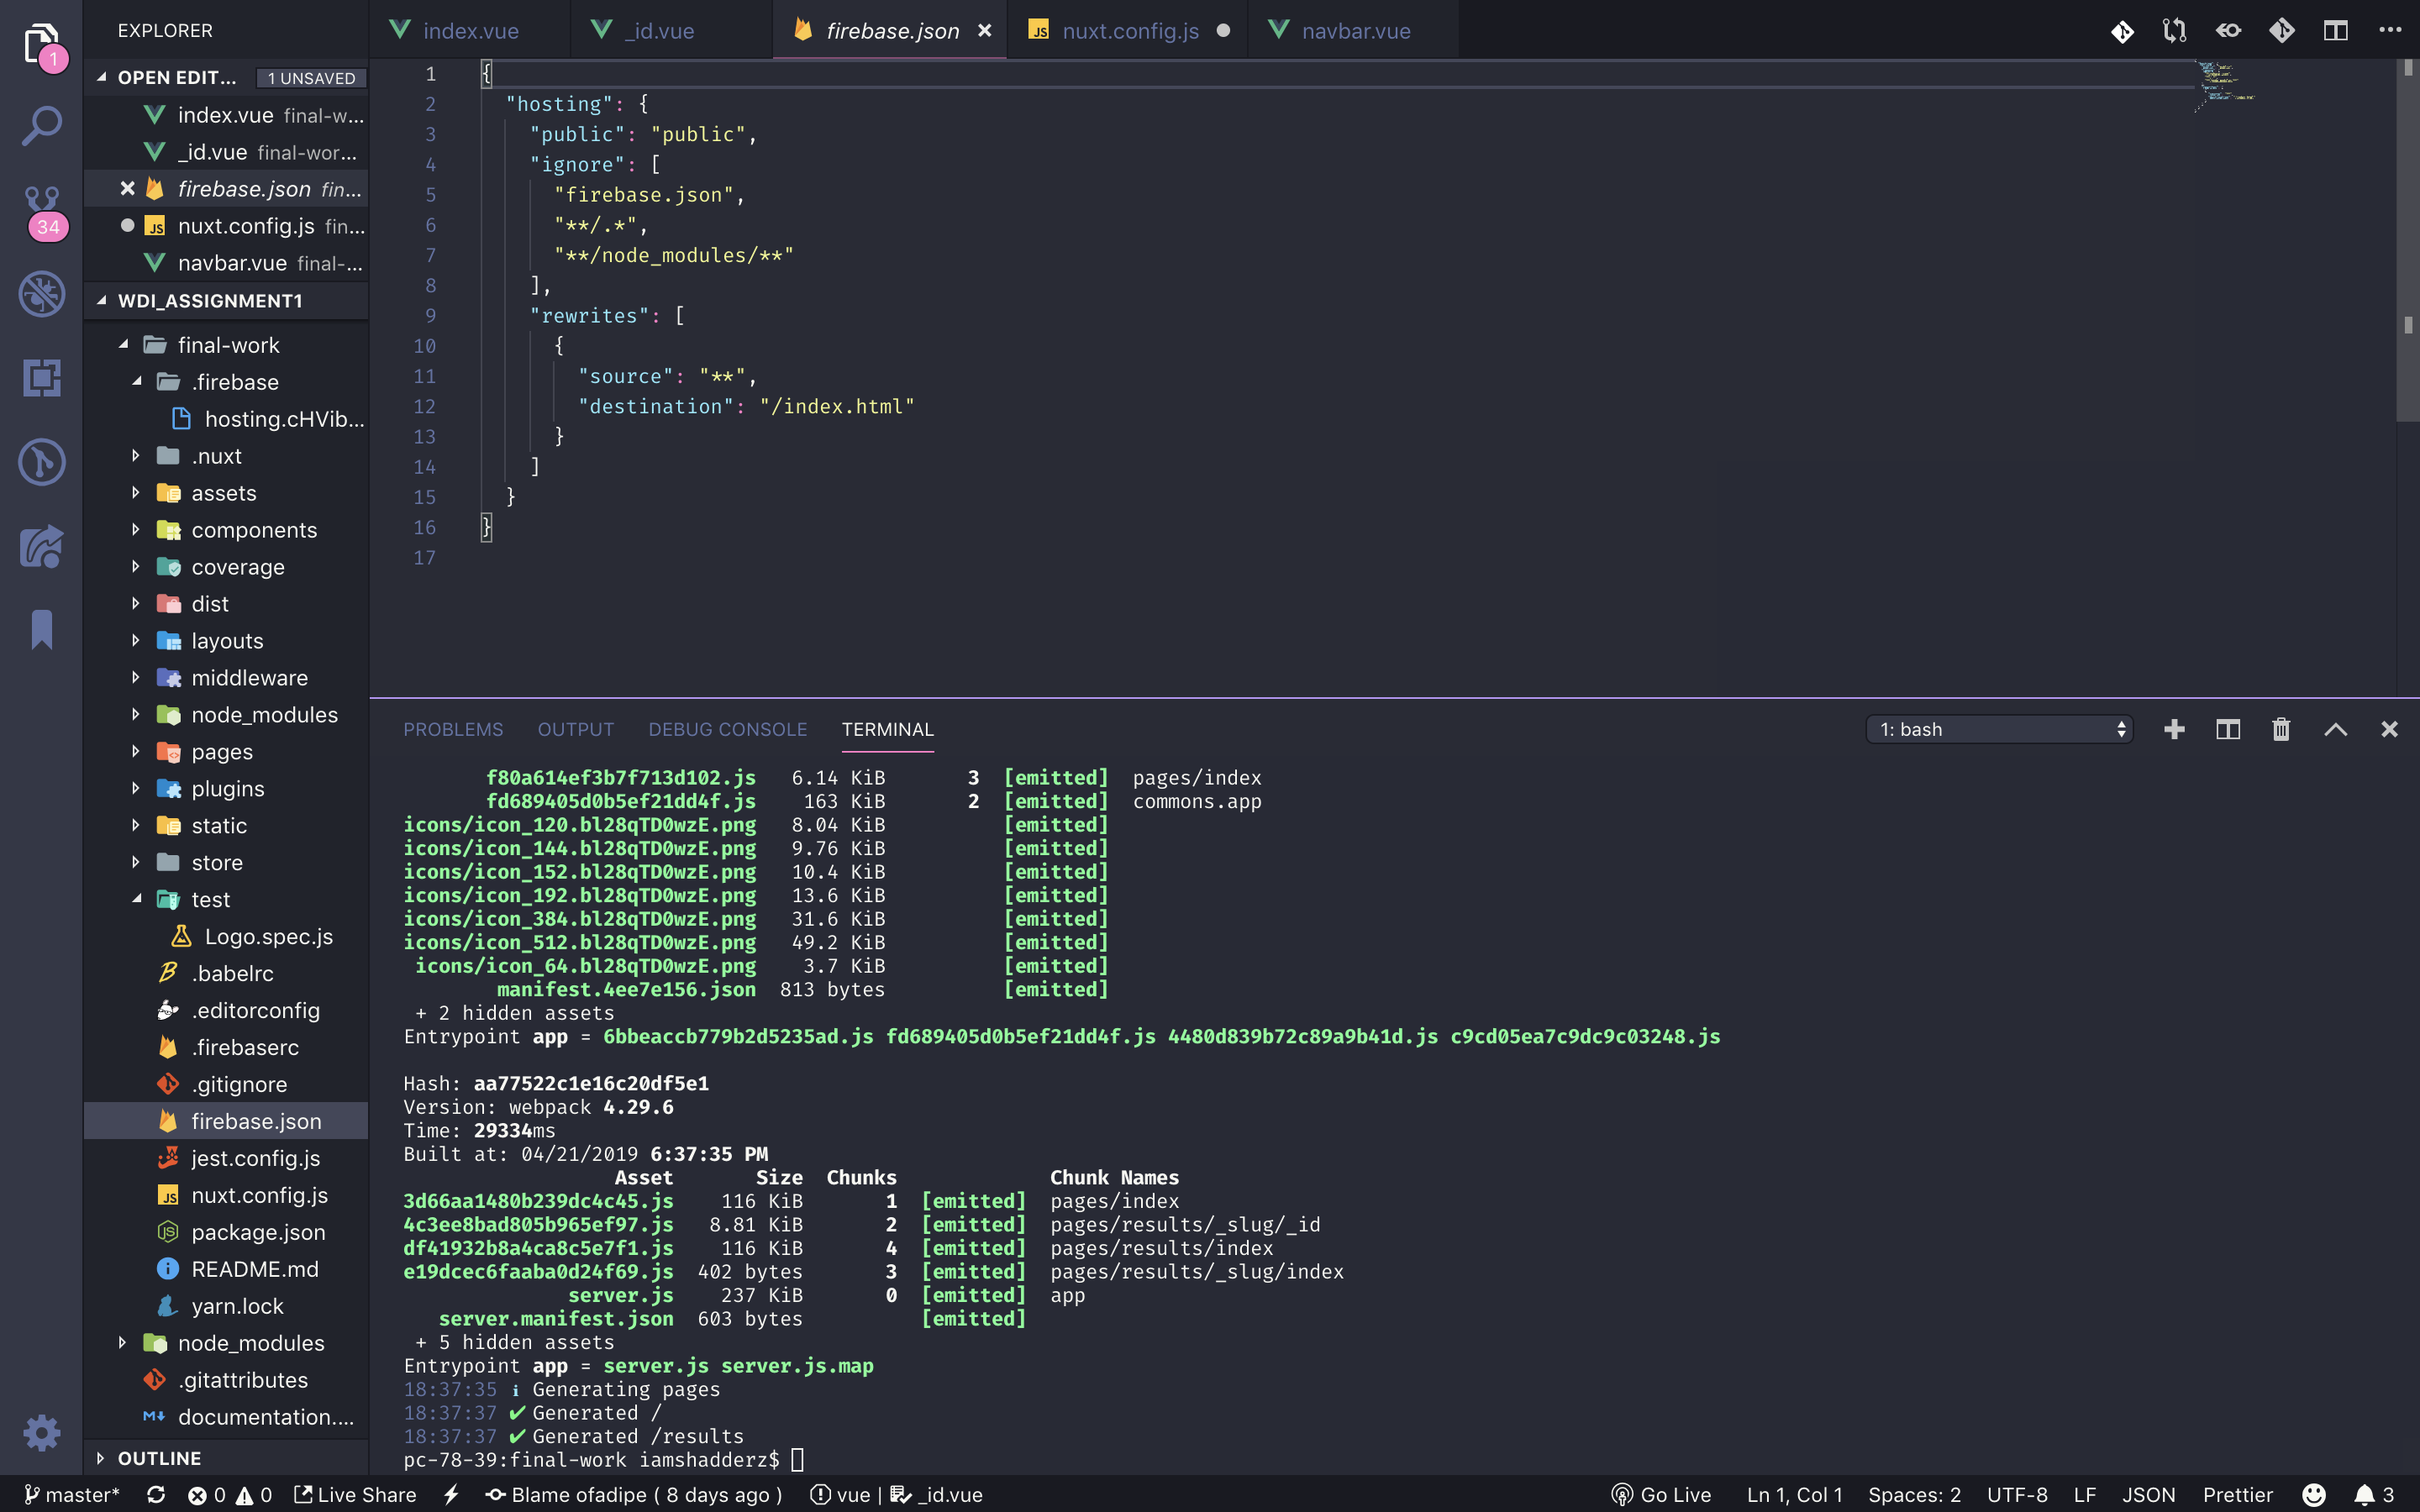 EXPLORER
OPEN EDIT... 1 UNSAVED
index.vue final-w...
_id.vue final-wor...
firebase.json fin...
nuxt.config.js fin...
navbar.vue final-...
WDI_ASSIGNMENT1
final-work
.firebase
hosting.cHVib...
.nuxt
assets
components
coverage
dist
layouts
middleware
node_modules
pages
plugins
static
store
test
Logo.spec.js
.babelrc
.editorconfig
.firebaserc
.gitignore
firebase.json
jest.config.js
nuxt.config.js
package.json
README.md
yarn.lock
node_modules
.gitattributes
documentation....
OUTLINE
1
34
index.vue _id.vue firebase.json nuxt.config.js navbar.vue
1 {
2 "hosting": {
3 "public": "public",
4 "ignore": [
5 "firebase.json",
6 "**/.*",
7 "**/node_modules/**"
8 ],
9 "rewrites": [
10 {
11 "source": "**",
12 "destination": "/index.html"
13 }
14 ]
15 }
16 }
17
PROBLEMS OUTPUT DEBUG CONSOLE TERMINAL 1: bash
f80a614ef3b7f713d102.js 6.14 KiB 3 [emitted] pages/index
fd689405d0b5ef21dd4f.js 163 KiB 2 [emitted] commons.app
icons/icon_120.bl28qTD0wzE.png 8.04 KiB [emitted]
icons/icon_144.bl28qTD0wzE.png 9.76 KiB [emitted]
icons/icon_152.bl28qTD0wzE.png 10.4 KiB [emitted]
icons/icon_192.bl28qTD0wzE.png 13.6 KiB [emitted]
icons/icon_384.bl28qTD0wzE.png 31.6 KiB [emitted]
icons/icon_512.bl28qTD0wzE.png 49.2 KiB [emitted]
icons/icon_64.bl28qTD0wzE.png 3.7 KiB [emitted]
manifest.4ee7e156.json 813 bytes [emitted]
+ 2 hidden assets
Entrypoint app = 6bbeaccb779b2d5235ad.js fd689405d0b5ef21dd4f.js 4480d839b72c89a9b41d.js c9cd05ea7c9dc9c03248.js
Hash: aa77522c1e16c20df5e1
Version: webpack 4.29.6
Time: 29334ms
Built at: 04/21/2019 6:37:35 PM
Asset Size Chunks Chunk Names
3d66aa1480b239dc4c45.js 116 KiB 1 [emitted] pages/index
4c3ee8bad805b965ef97.js 8.81 KiB 2 [emitted] pages/results/_slug/_id
df41932b8a4ca8c5e7f1.js 116 KiB 4 [emitted] pages/results/index
e19dcec6faaba0d24f69.js 402 bytes 3 [emitted] pages/results/_slug/index
server.js 237 KiB 0 [emitted] app
server.manifest.json 603 bytes [emitted]
+ 5 hidden assets
Entrypoint app = server.js server.js.map
18:37:35 ℹ Generating pages
18:37:37 ✔ Generated /
18:37:37 ✔ Generated /results
pc-78-39:final-work iamshadderz$
master* 0 0 Live Share Blame ofadipe ( 8 days ago ) vue | _id.vue Go Live Ln 1, Col 1 Spaces: 2 UTF-8 LF JSON Prettier 3